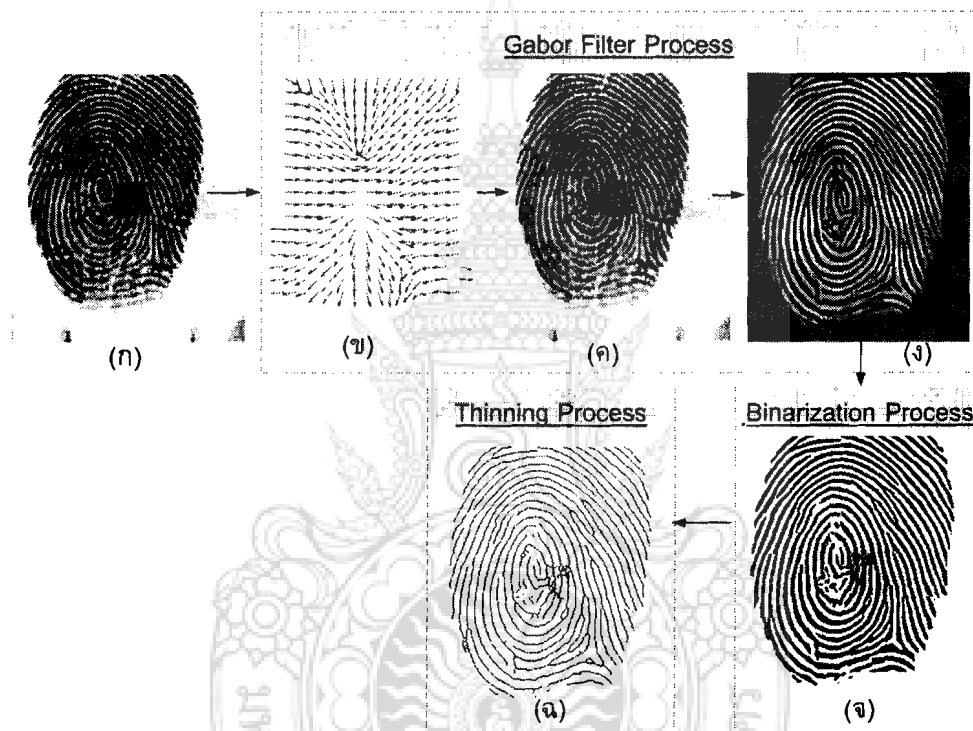 Gabor Filter Process
(ก)
(ข)
(ค)
(ง)
Thinning Process
Binarization Process
(ฉ)
(จ)